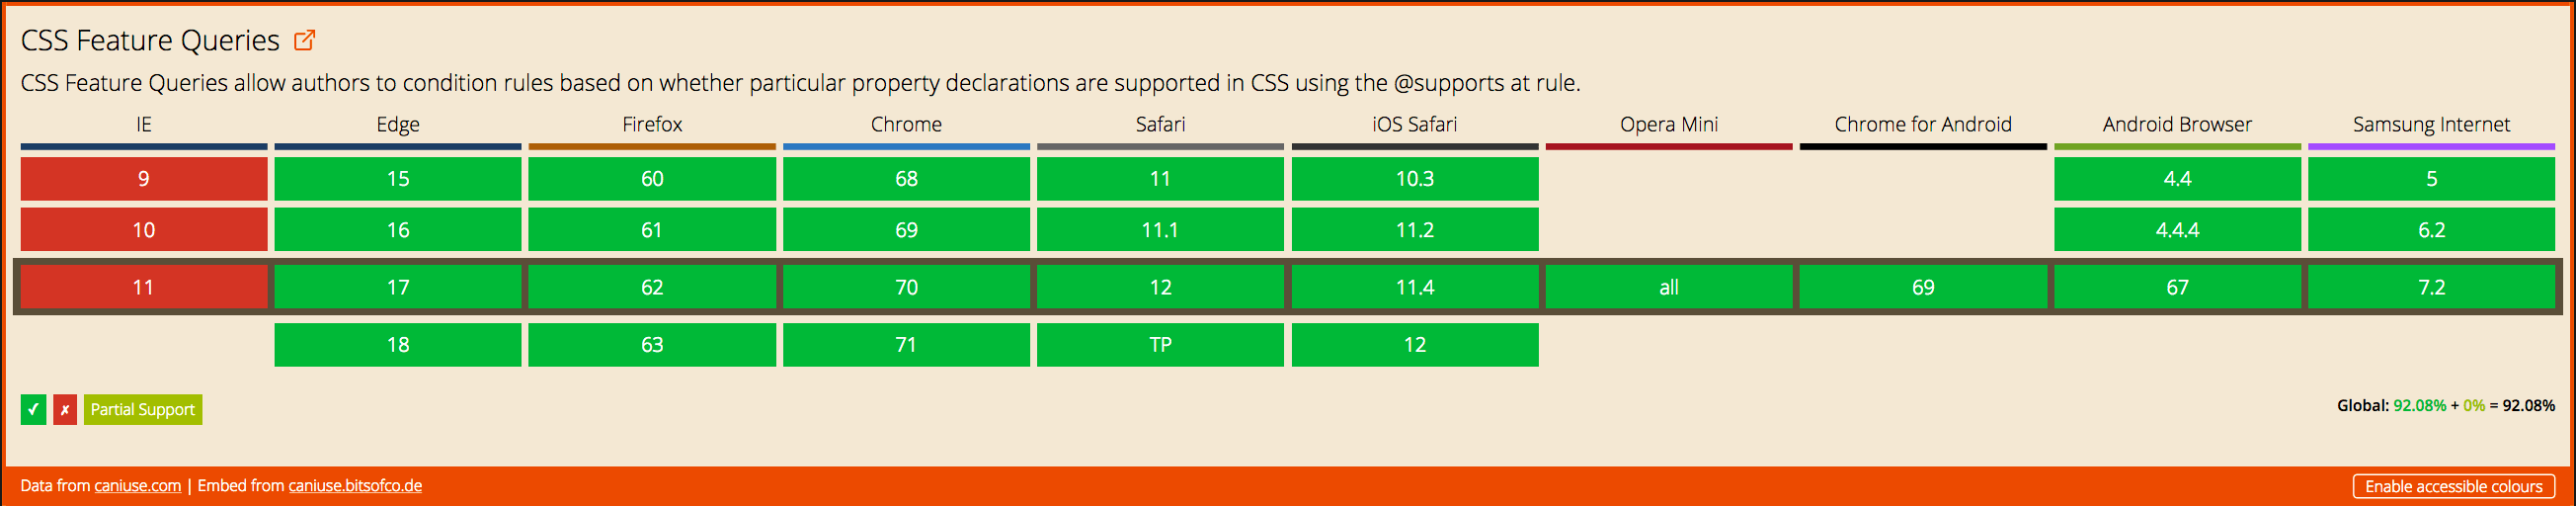 CSS Feature Queries
CSS Feature Queries allow authors to condition rules based on whether particular property declarations are supported in CSS using the @supports at rule.
IE Edge Firefox Chrome Safari iOS Safari Opera Mini Chrome for Android Android Browser Samsung Internet
9 15 60 68 11 10.3 4.4 5
10 16 61 69 11.1 11.2 4.4.4 6.2
11 17 62 70 12 11.4 all 69 67 7.2
18 63 71 TP 12
✓ ✗ Partial Support Global: 92.08% + 0% = 92.08%
Data from caniuse.com | Embed from caniuse.bitsofco.de Enable accessible colours